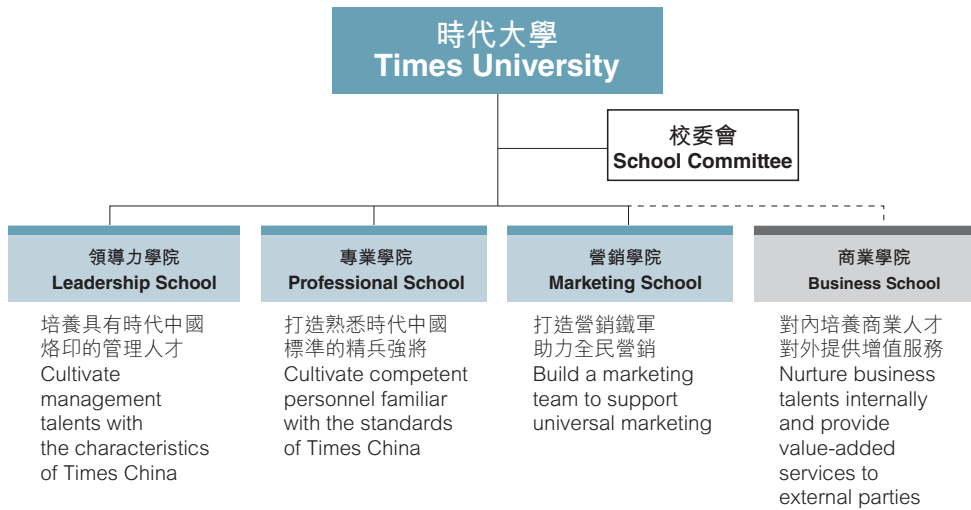 時代大學
Times University
校委會
School Committee
領導力學院
Leadership School
培養具有時代中國
烙印的管理人才
Cultivate
management
talents with
the characteristics
of Times China
專業學院
Professional School
打造熟悉時代中國
標準的精兵強將
Cultivate competent
personnel familiar
with the standards
of Times China
營銷學院
Marketing School
打造營銷鐵軍
助力全民營銷
Build a marketing
team to support
universal marketing
商業學院
Business School
對內培養商業人才
對外提供增值服務
Nurture business
talents internally
and provide
value-added
services to
external parties